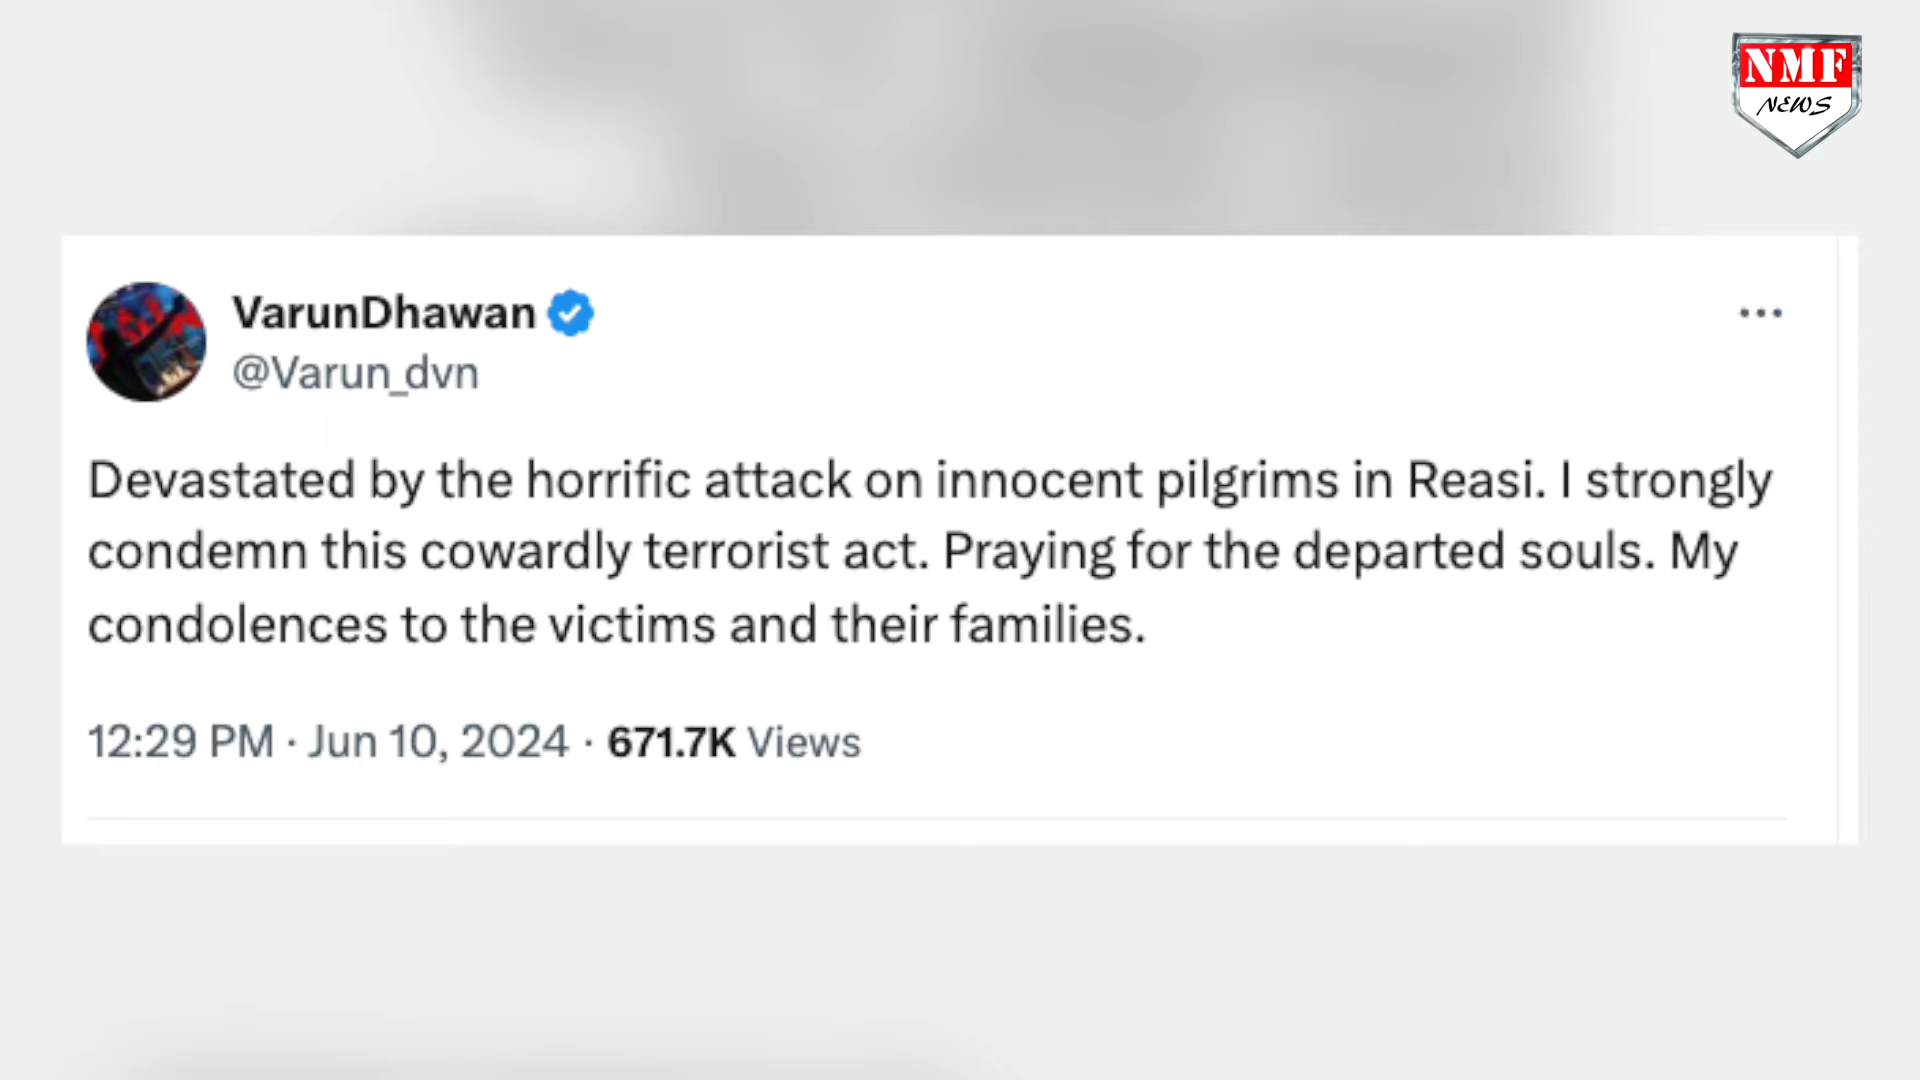 NMF
NEWS
VarunDhawan
@Varun_dvn
Devastated by the horrific attack on innocent pilgrims in Reasi. I strongly
condemn this cowardly terrorist act. Praying for the departed souls. My
condolences to the victims and their families.
12:29 PM · Jun 10, 2024 · 671.7K Views